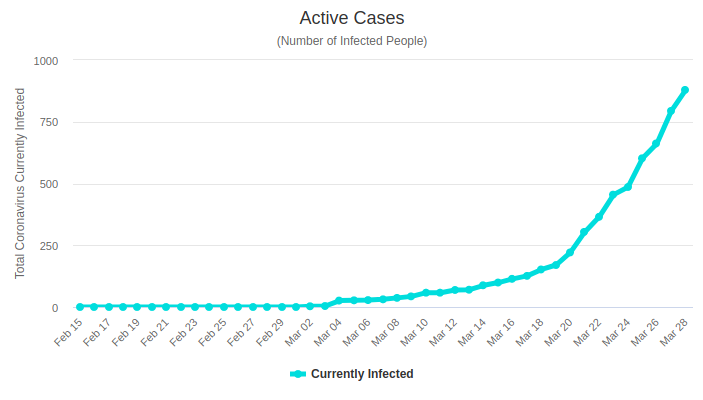 Active Cases
(Number of Infected People)
Total Coronavirus Currently Infected
1000
750
500
250
0
Feb 15
Feb 17
Feb 19
Feb 21
Feb 23
Feb 25
Feb 27
Feb 29
Mar 02
Mar 04
Mar 06
Mar 08
Mar 10
Mar 12
Mar 14
Mar 16
Mar 18
Mar 20
Mar 22
Mar 24
Mar 26
Mar 28
Currently Infected